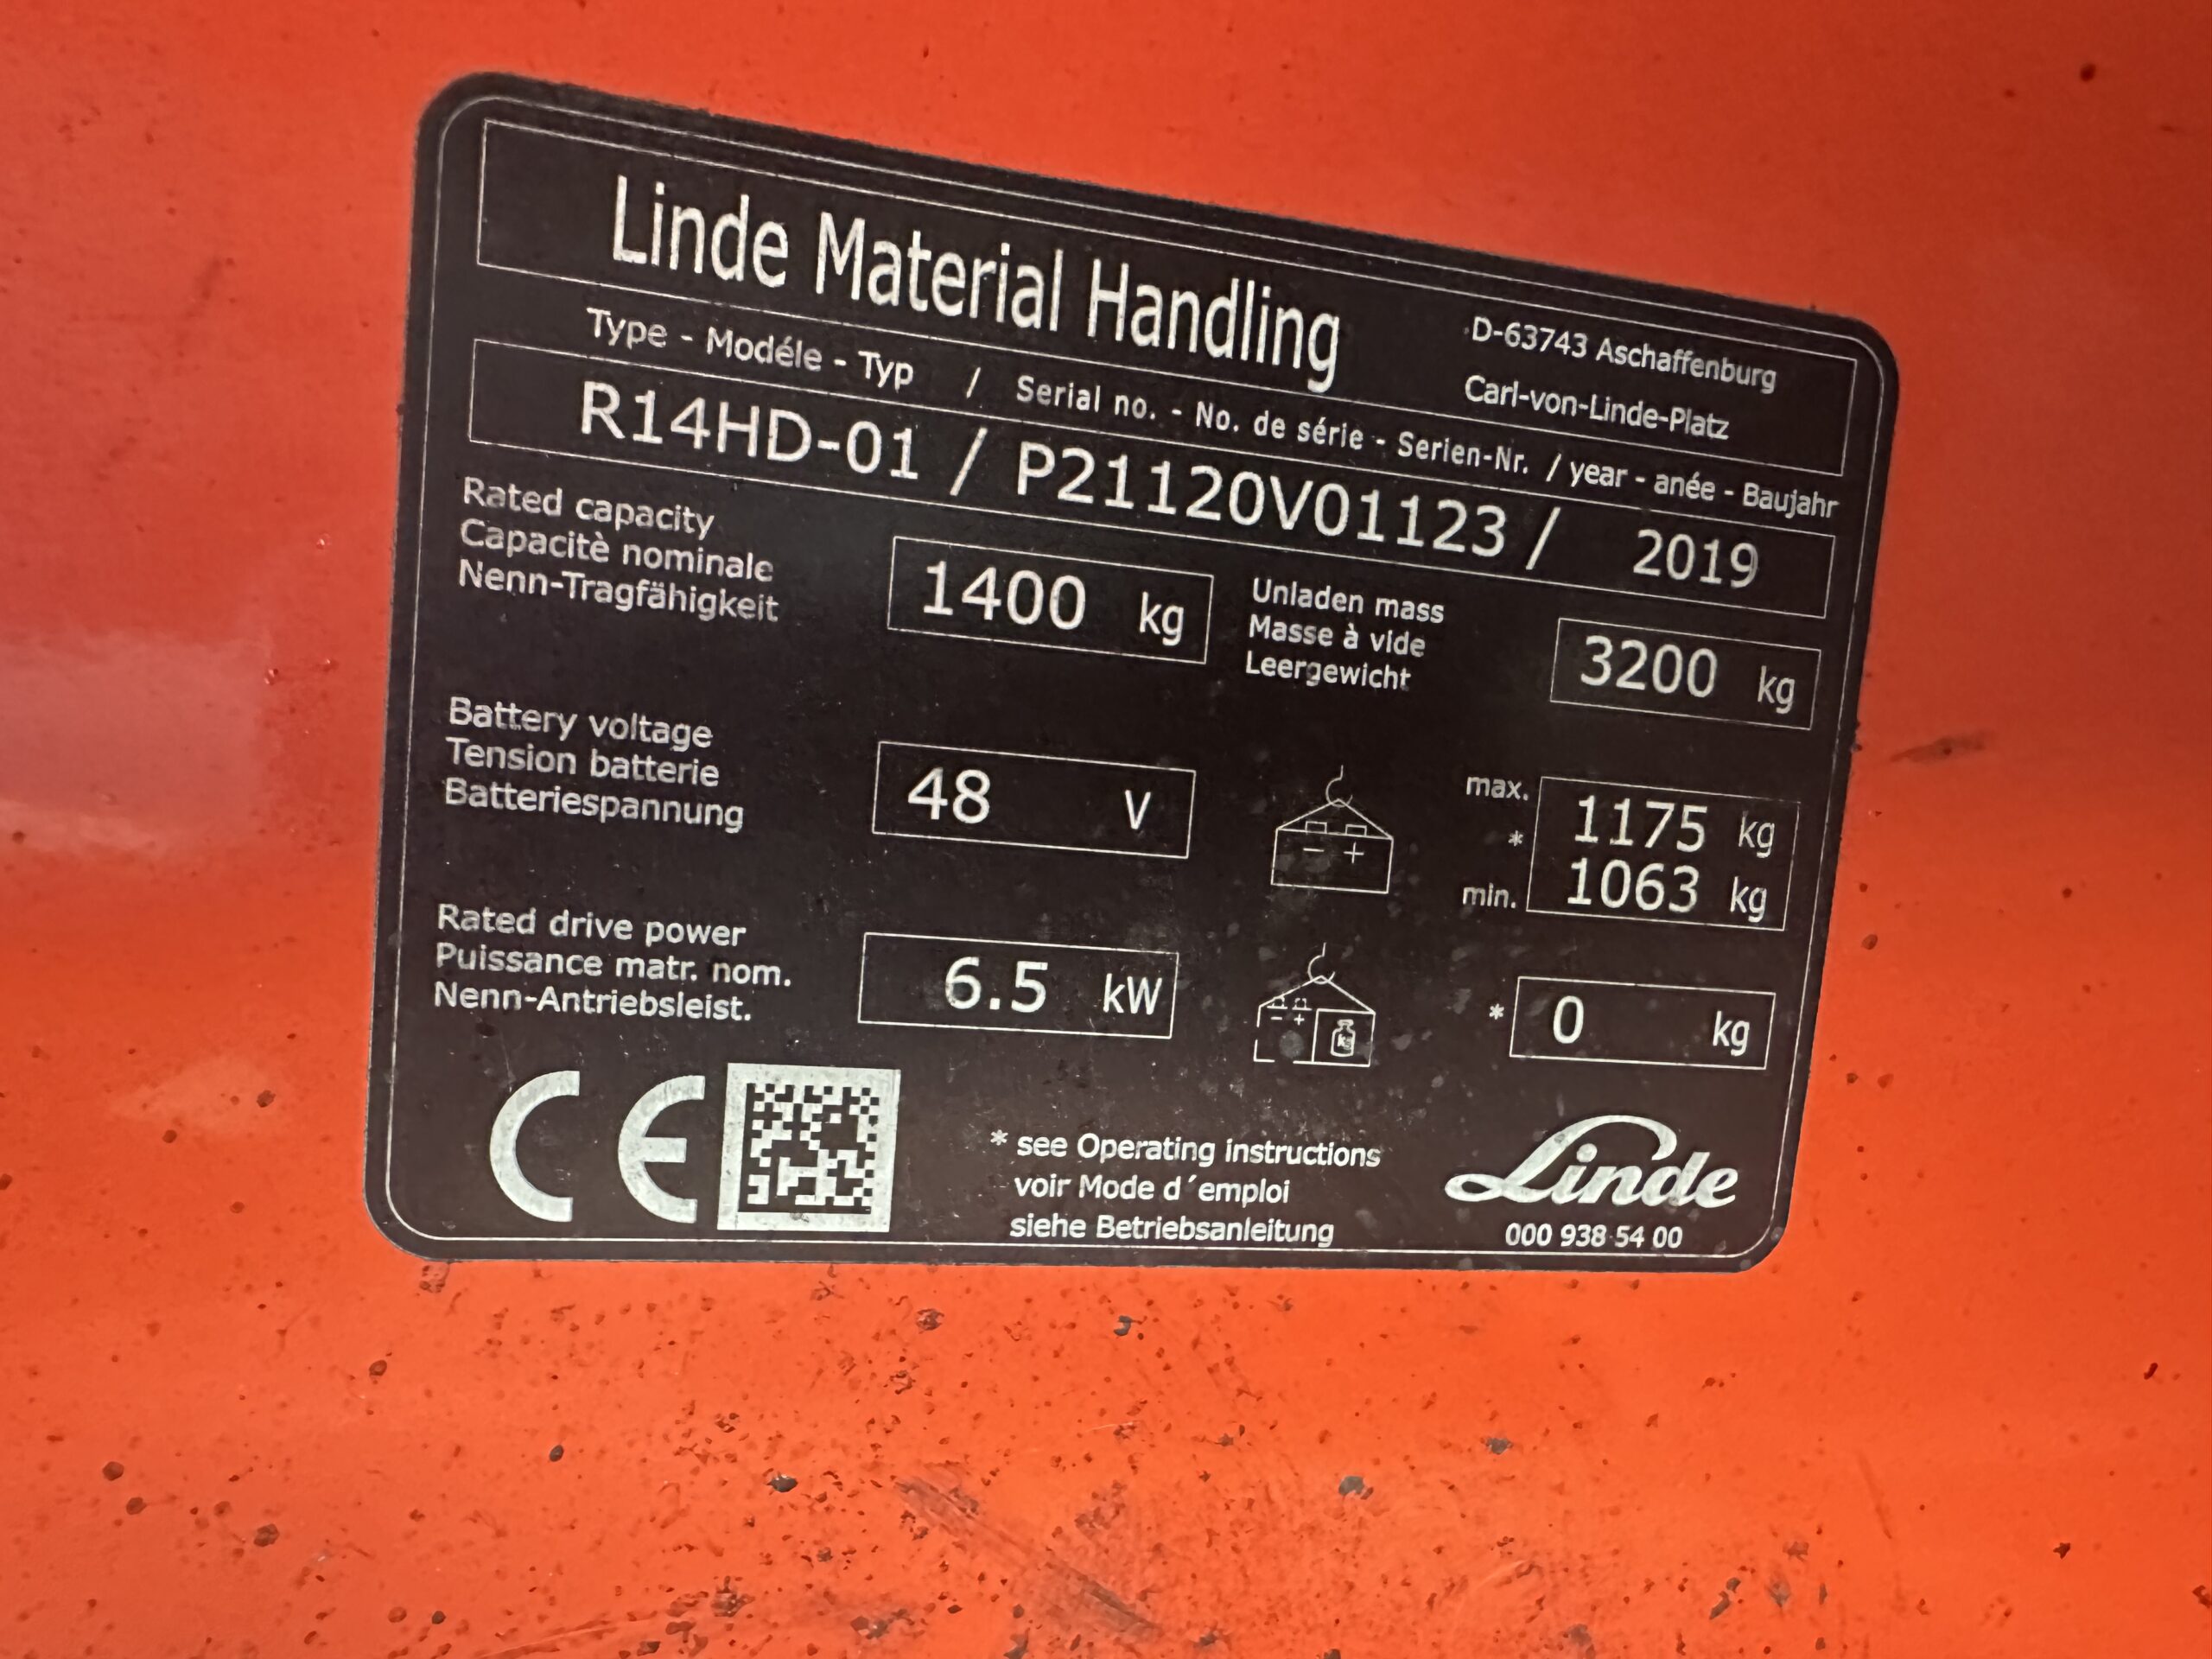 Linde Material Handling
D-63743 Aschaffenburg
Carl-von-Linde-Platz
Type - Modéle - Typ / Serial no. - No. de série - Serien-Nr. / year - anée - Baujahr
R14HD-01 / P21120V01123 / 2019
Rated capacity
Capacitè nominale
Nenn-Tragfähigkeit
1400 kg
Unladen mass
Masse à vide
Leergewicht
3200 kg
Battery voltage
Tension batterie
Batteriespannung
48 V
- +
max. 1175 kg
*
min. 1063 kg
Rated drive power
Puissance matr. nom.
Nenn-Antriebsleist.
6.5 kW
- +
kg
* 0 kg
CE
* see Operating instructions
voir Mode d´emploi
siehe Betriebsanleitung
Linde
000 938 54 00